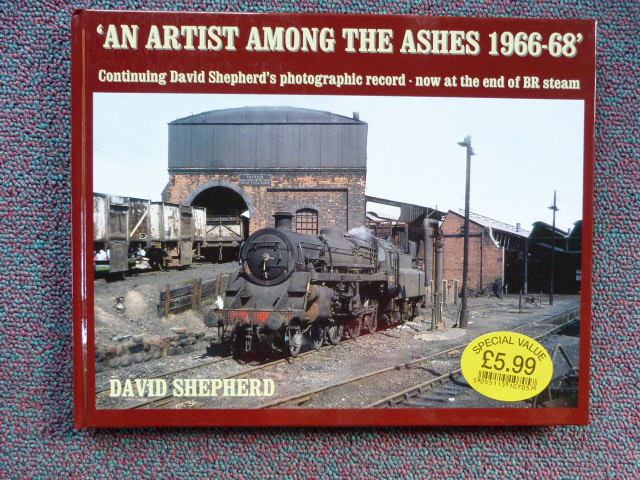 'AN ARTIST AMONG THE ASHES 1966-68'
Continuing David Shepherd's photographic record - now at the end of BR steam
DAVID SHEPHERD
SPECIAL VALUE
£5.99